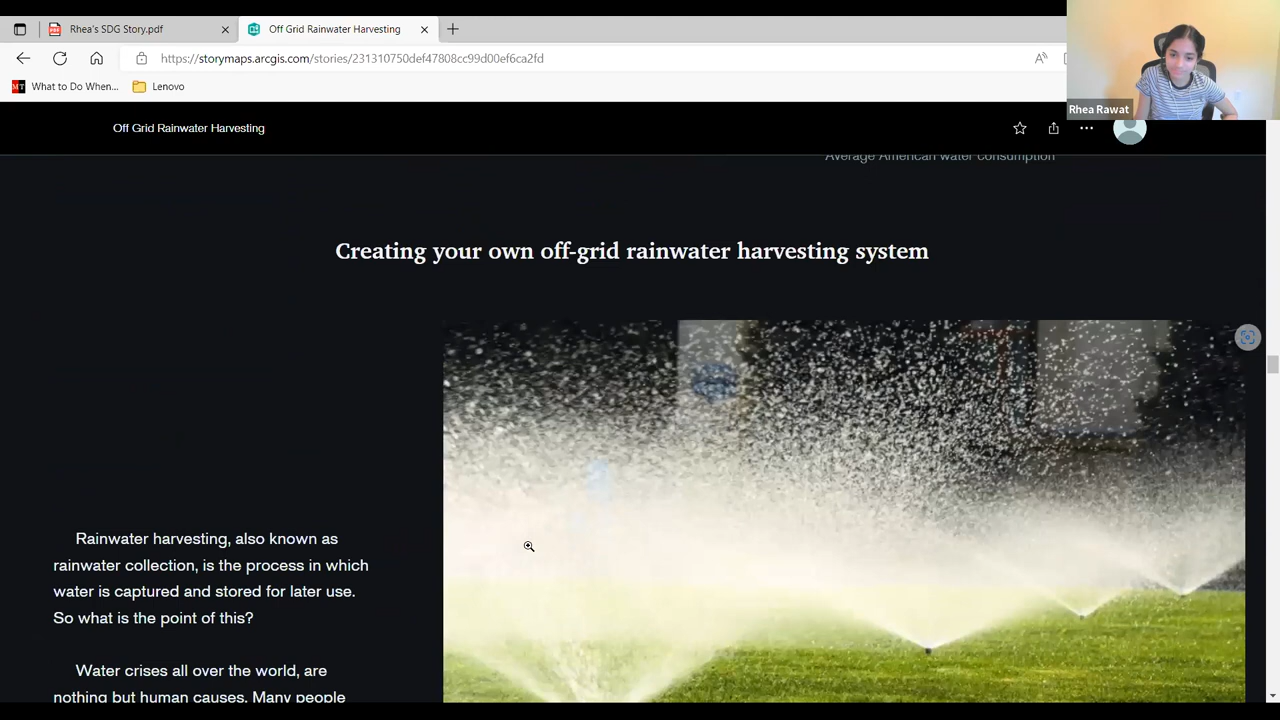 Rhea's SDG Story.pdf
Off Grid Rainwater Harvesting
https://storymaps.arcgis.com/stories/231310750def47808cc99d00ef6ca2fd
What to Do When...
Lenovo
Rhea Rawat
Off Grid Rainwater Harvesting
Average American water consumption
Creating your own off-grid rainwater harvesting system
Rainwater harvesting, also known as
rainwater collection, is the process in which
water is captured and stored for later use.
So what is the point of this?
Water crises all over the world, are
nothing but human causes. Many people